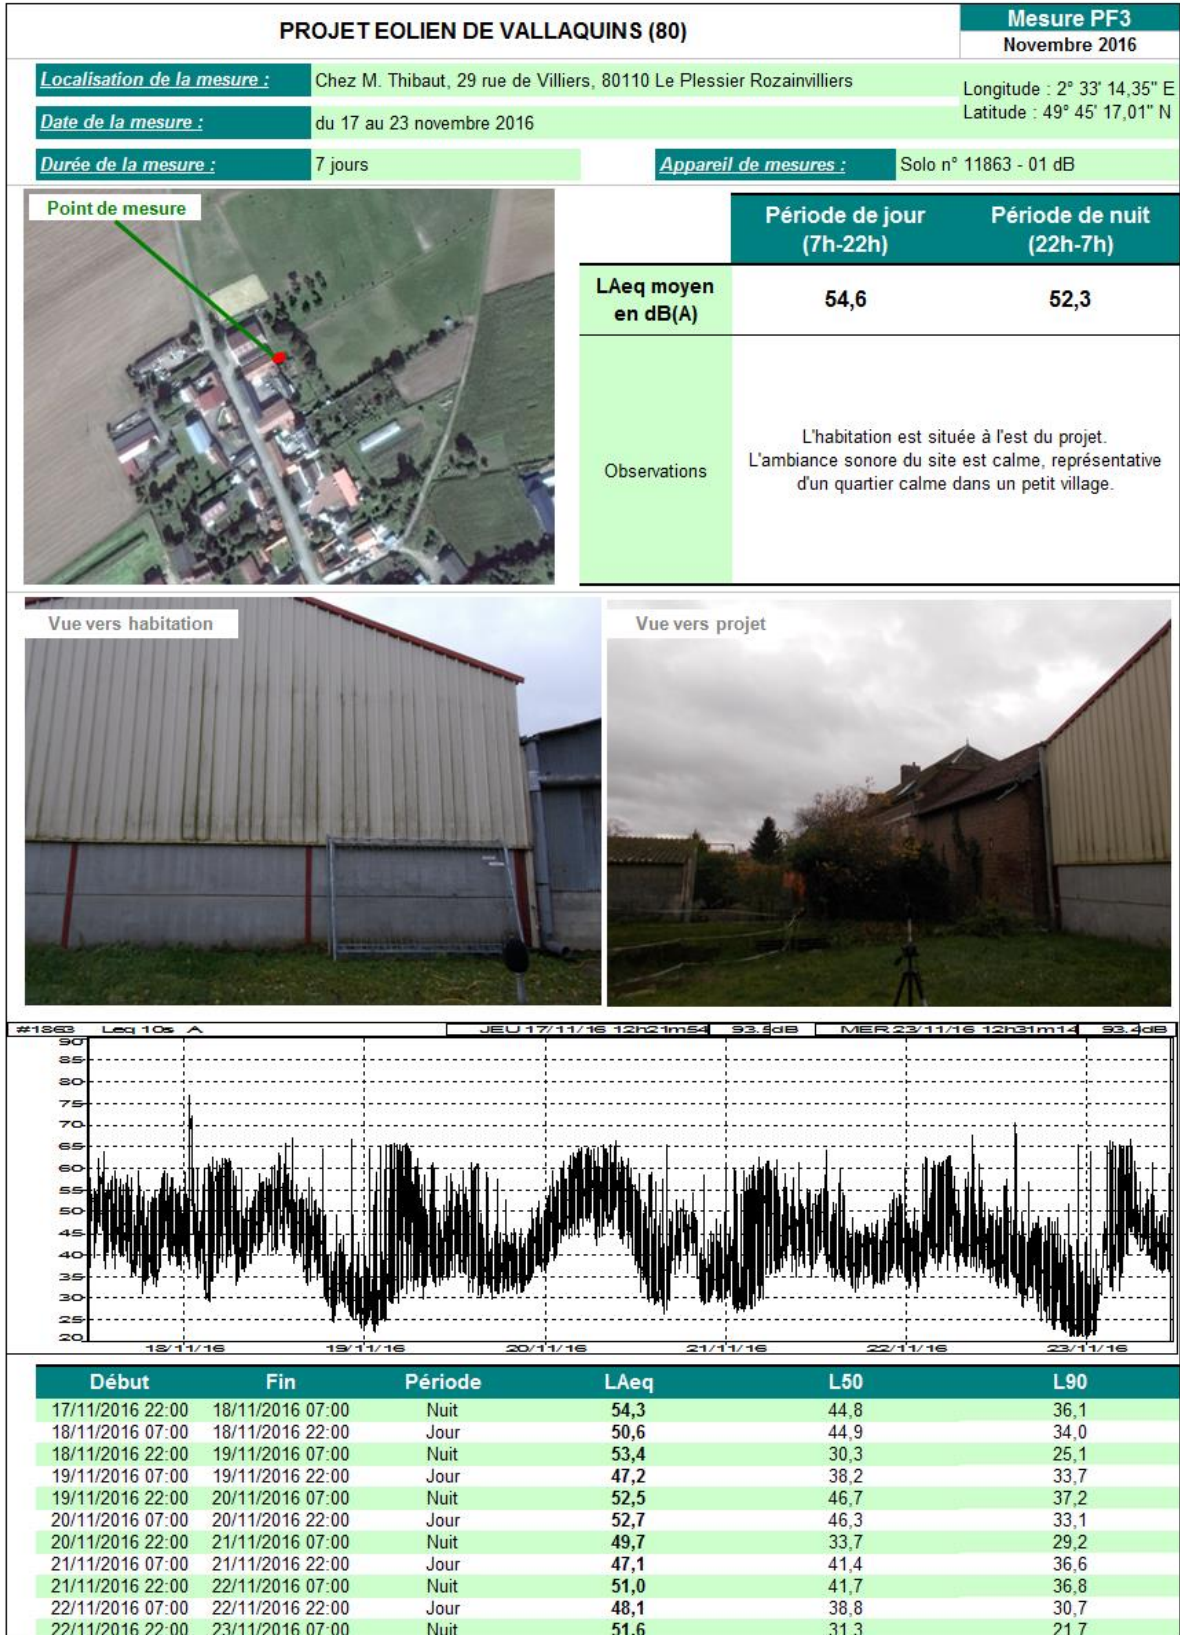 PROJET EOLIEN DE VALLAQUINS (80)
Mesure PF3
Novembre 2016
Localisation de la mesure :
Chez M. Thibaut, 29 rue de Villiers, 80110 Le Plessier Rozainvilliers
Longitude : 2° 33' 14,35" E
Latitude : 49° 45' 17,01" N
Date de la mesure :
du 17 au 23 novembre 2016
Durée de la mesure :
7 jours
Appareil de mesures :
Solo n° 11863 - 01 dB
Point de mesure
Période de jour
(7h-22h)
Période de nuit
(22h-7h)
LAeq moyen
en dB(A)
54,6
52,3
Observations
L'habitation est située à l'est du projet.
L'ambiance sonore du site est calme, représentative
d'un quartier calme dans un petit village.
Vue vers habitation
Vue vers projet
#1863 Leq 10s A JEU 17/11/16 12h21m54 93.5dB MER 23/11/16 12h31m14 93.4dB
90
85
80
75
70
65
60
55
50
45
40
35
30
25
20
18/11/16 19/11/16 20/11/16 21/11/16 22/11/16 23/11/16
Début Fin Période LAeq L50 L90
17/11/2016 22:00 18/11/2016 07:00 Nuit 54,3 44,8 36,1
18/11/2016 07:00 18/11/2016 22:00 Jour 50,6 44,9 34,0
18/11/2016 22:00 19/11/2016 07:00 Nuit 53,4 30,3 25,1
19/11/2016 07:00 19/11/2016 22:00 Jour 47,2 38,2 33,7
19/11/2016 22:00 20/11/2016 07:00 Nuit 52,5 46,7 37,2
20/11/2016 07:00 20/11/2016 22:00 Jour 52,7 46,3 33,1
20/11/2016 22:00 21/11/2016 07:00 Nuit 49,7 33,7 29,2
21/11/2016 07:00 21/11/2016 22:00 Jour 47,1 41,4 36,6
21/11/2016 22:00 22/11/2016 07:00 Nuit 51,0 41,7 36,8
22/11/2016 07:00 22/11/2016 22:00 Jour 48,1 38,8 30,7
22/11/2016 22:00 23/11/2016 07:00 Nuit 51,6 31,3 21,7